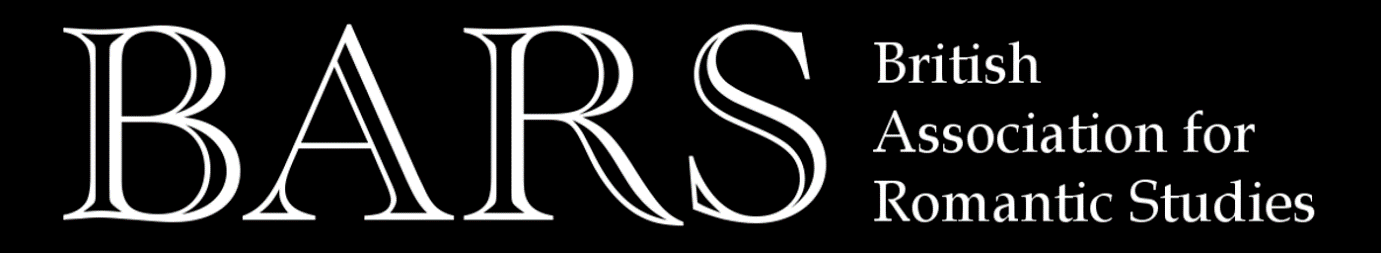 BARS
British
Association for
Romantic Studies